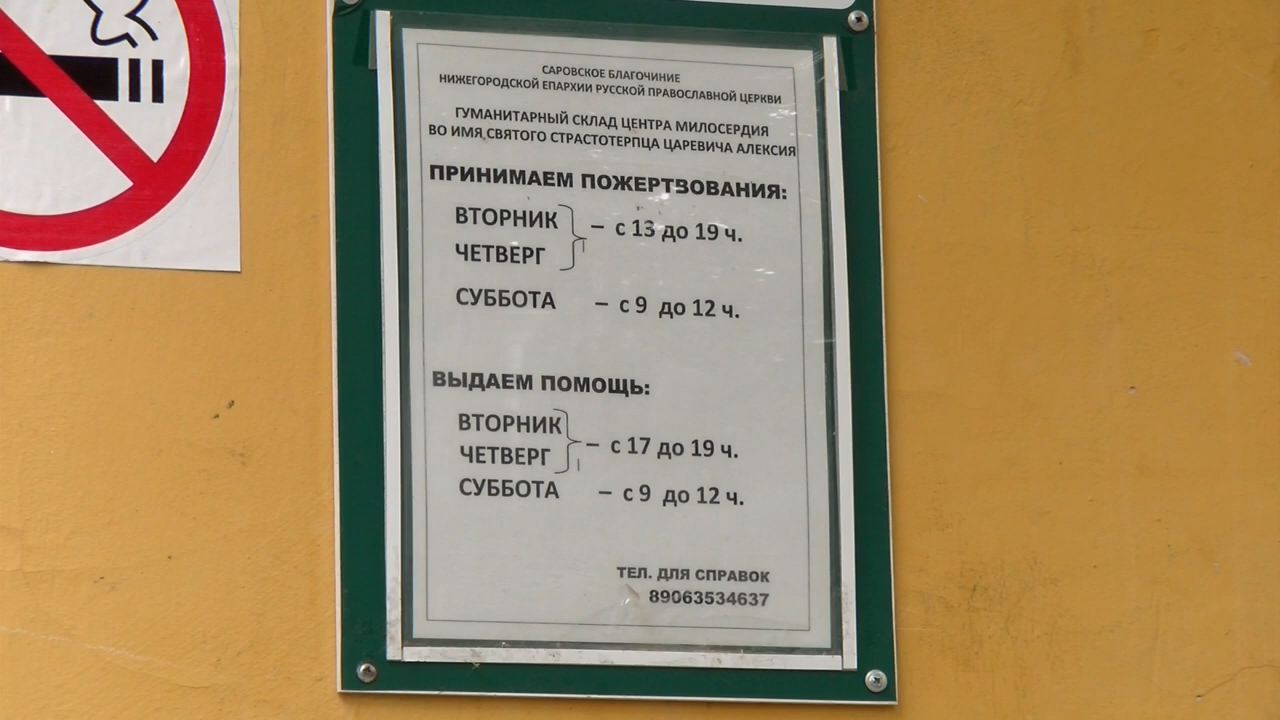 САРОВСКОЕ БЛАГОЧИНИЕ
НИЖЕГОРОДСКОЙ ЕПАРХИИ РУССКОЙ ПРАВОСЛАВНОЙ ЦЕРКВИ
ГУМАНИТАРНЫЙ СКЛАД ЦЕНТРА МИЛОСЕРДИЯ
ВО ИМЯ СВЯТОГО СТРАСТОТЕРПЦА ЦАРЕВИЧА АЛЕКСИЯ
ПРИНИМАЕМ ПОЖЕРТВОВАНИЯ:
ВТОРНИК
ЧЕТВЕРГ – с 13 до 19 ч.
СУББОТА – с 9 до 12 ч.
ВЫДАЕМ ПОМОЩЬ:
ВТОРНИК
ЧЕТВЕРГ – с 17 до 19 ч.
СУББОТА – с 9 до 12 ч.
ТЕЛ. ДЛЯ СПРАВОК
89063534637